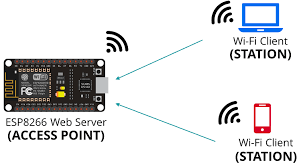 Wi-Fi Client
(STATION)
ESP8266 Web Server
(ACCESS POINT)
Wi-Fi Client
(STATION)